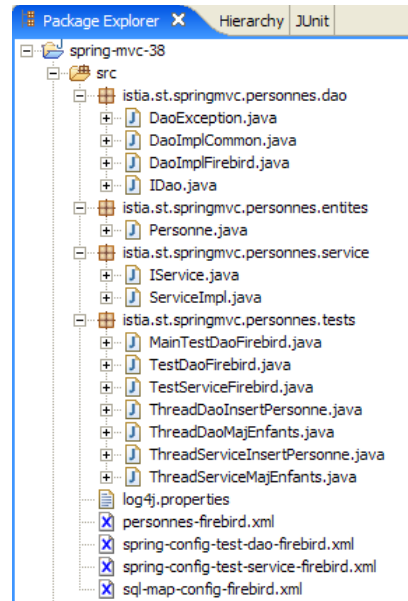 Package Explorer Hierarchy JUnit
spring-mvc-38
src
istia.st.springmvc.personnes.dao
DaoException.java
DaoImplCommon.java
DaoImplFirebird.java
IDao.java
istia.st.springmvc.personnes.entites
Personne.java
istia.st.springmvc.personnes.service
IService.java
ServiceImpl.java
istia.st.springmvc.personnes.tests
MainTestDaoFirebird.java
TestDaoFirebird.java
TestServiceFirebird.java
ThreadDaoInsertPersonne.java
ThreadDaoMajEnfants.java
ThreadServiceInsertPersonne.java
ThreadServiceMajEnfants.java
log4j.properties
personnes-firebird.xml
spring-config-test-dao-firebird.xml
spring-config-test-service-firebird.xml
sql-map-config-firebird.xml